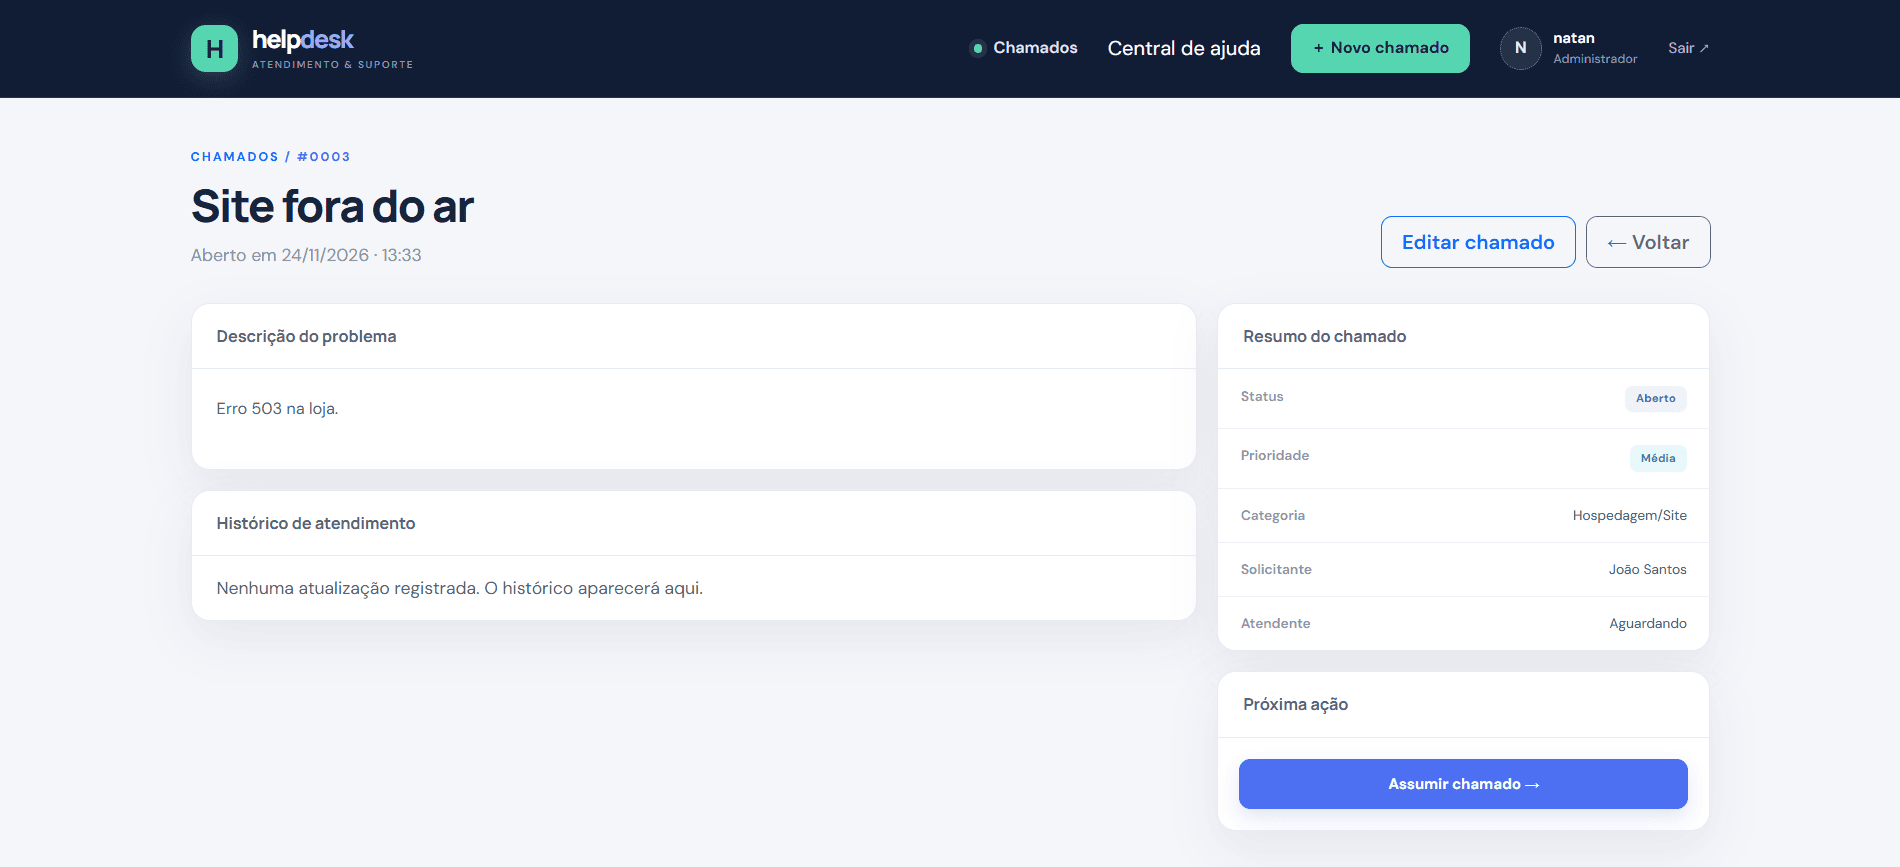 H
helpdesk
ATENDIMENTO & SUPORTE
Chamados
Central de ajuda
+ Novo chamado
N
natan
Administrador
Sair ↗
CHAMADOS / #0003
Site fora do ar
Aberto em 24/11/2026 · 13:33
Editar chamado
← Voltar
Descrição do problema
Erro 503 na loja.
Histórico de atendimento
Nenhuma atualização registrada. O histórico aparecerá aqui.
Resumo do chamado
Status Aberto
Prioridade Média
Categoria Hospedagem/Site
Solicitante João Santos
Atendente Aguardando
Próxima ação
Assumir chamado →